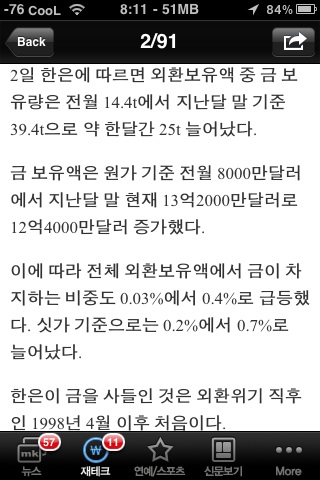 -76 CooL
8:11 - 51MB
84%
Back
2/91
2일 한은에 따르면 외환보유액 중 금 보
유량은 전월 14.4t에서 지난달 말 기준
39.4t으로 약 한달간 25t 늘어났다.
금 보유액은 원가 기준 전월 8000만달러
에서 지난달 말 현재 13억2000만달러로
12억4000만달러 증가했다.
이에 따라 전체 외환보유액에서 금이 차
지하는 비중도 0.03%에서 0.4%로 급등했
다. 싯가 기준으로는 0.2%에서 0.7%로
늘어났다.
한은이 금을 사들인 것은 외환위기 직후
인 1998년 4월 이후 처음이다.
mk
57
11
뉴스
재테크
연예/스포츠
신문보기
More